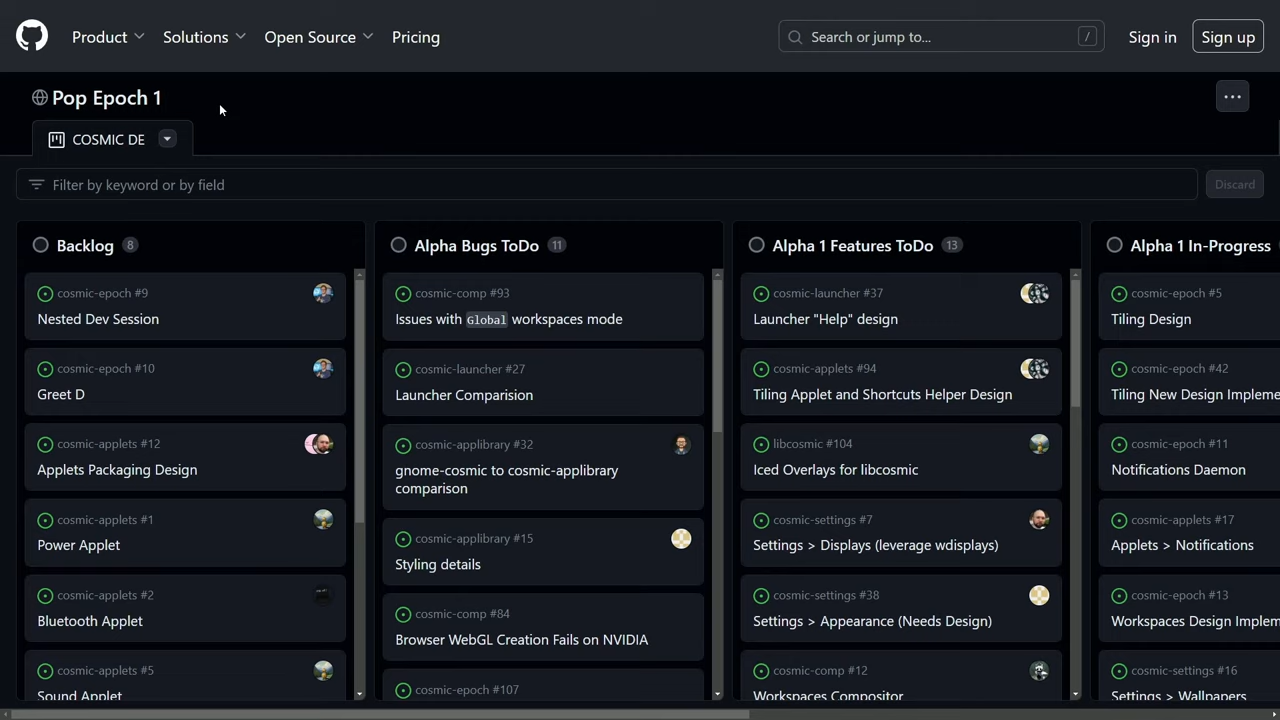 Product
Solutions
Open Source
Pricing
Search or jump to...
/
Sign in
Sign up
Pop Epoch 1
...
COSMIC DE
Filter by keyword or by field
Discard
Backlog 8
cosmic-epoch #9
Nested Dev Session
cosmic-epoch #10
Greet D
cosmic-applets #12
Applets Packaging Design
cosmic-applets #1
Power Applet
cosmic-applets #2
Bluetooth Applet
cosmic-applets #5
Sound Applet
Alpha Bugs ToDo 11
cosmic-comp #93
Issues with Global workspaces mode
cosmic-launcher #27
Launcher Comparision
cosmic-applibrary #32
gnome-cosmic to cosmic-applibrary
comparison
cosmic-applibrary #15
Styling details
cosmic-comp #84
Browser WebGL Creation Fails on NVIDIA
cosmic-epoch #107
Alpha 1 Features ToDo 13
cosmic-launcher #37
Launcher "Help" design
cosmic-applets #94
Tiling Applet and Shortcuts Helper Design
libcosmic #104
Iced Overlays for libcosmic
cosmic-settings #7
Settings > Displays (leverage wdisplays)
cosmic-settings #38
Settings > Appearance (Needs Design)
cosmic-comp #12
Workspaces Compositor
Alpha 1 In-Progress
cosmic-epoch #5
Tiling Design
cosmic-epoch #42
Tiling New Design Impleme
cosmic-epoch #11
Notifications Daemon
cosmic-applets #17
Applets > Notifications
cosmic-epoch #13
Workspaces Design Implem
cosmic-settings #16
Settings > Wallpapers